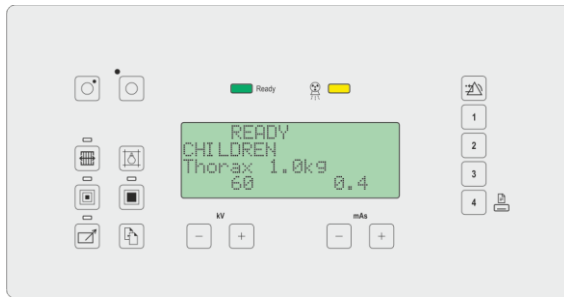 Ready
READY
CHILDREN
Thorax 1.0kg
60 0.4
kV mAs
- + - +
1
2
3
4